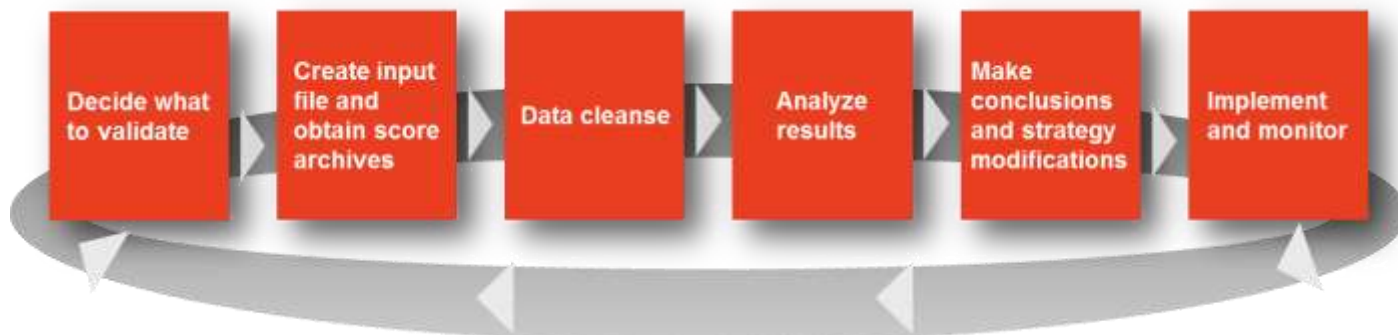 Decide what
to validate
Create input
file and
obtain score
archives
Data cleanse
Analyze
results
Make
conclusions
and strategy
modifications
Implement
and monitor